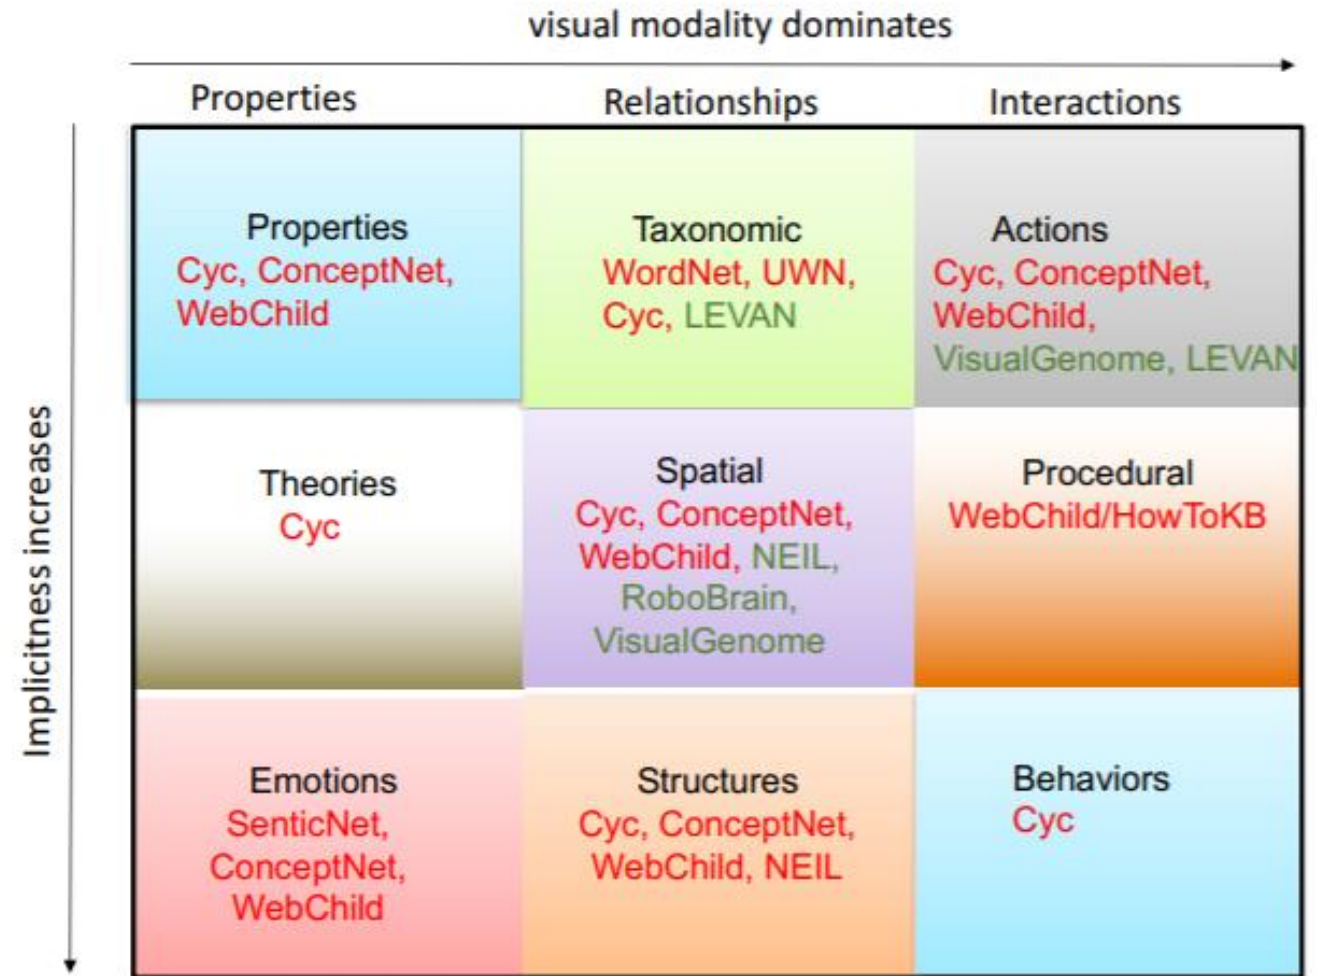 visual modality dominates
Properties
Relationships
Interactions
Implicitness increases
Properties
Cyc, ConceptNet,
WebChild
Taxonomic
WordNet, UWN,
Cyc, LEVAN
Actions
Cyc, ConceptNet,
WebChild,
VisualGenome, LEVAN
Theories
Cyc
Spatial
Cyc, ConceptNet,
WebChild, NEIL,
RoboBrain,
VisualGenome
Procedural
WebChild/HowToKB
Emotions
SenticNet,
ConceptNet,
WebChild
Structures
Cyc, ConceptNet,
WebChild, NEIL
Behaviors
Cyc